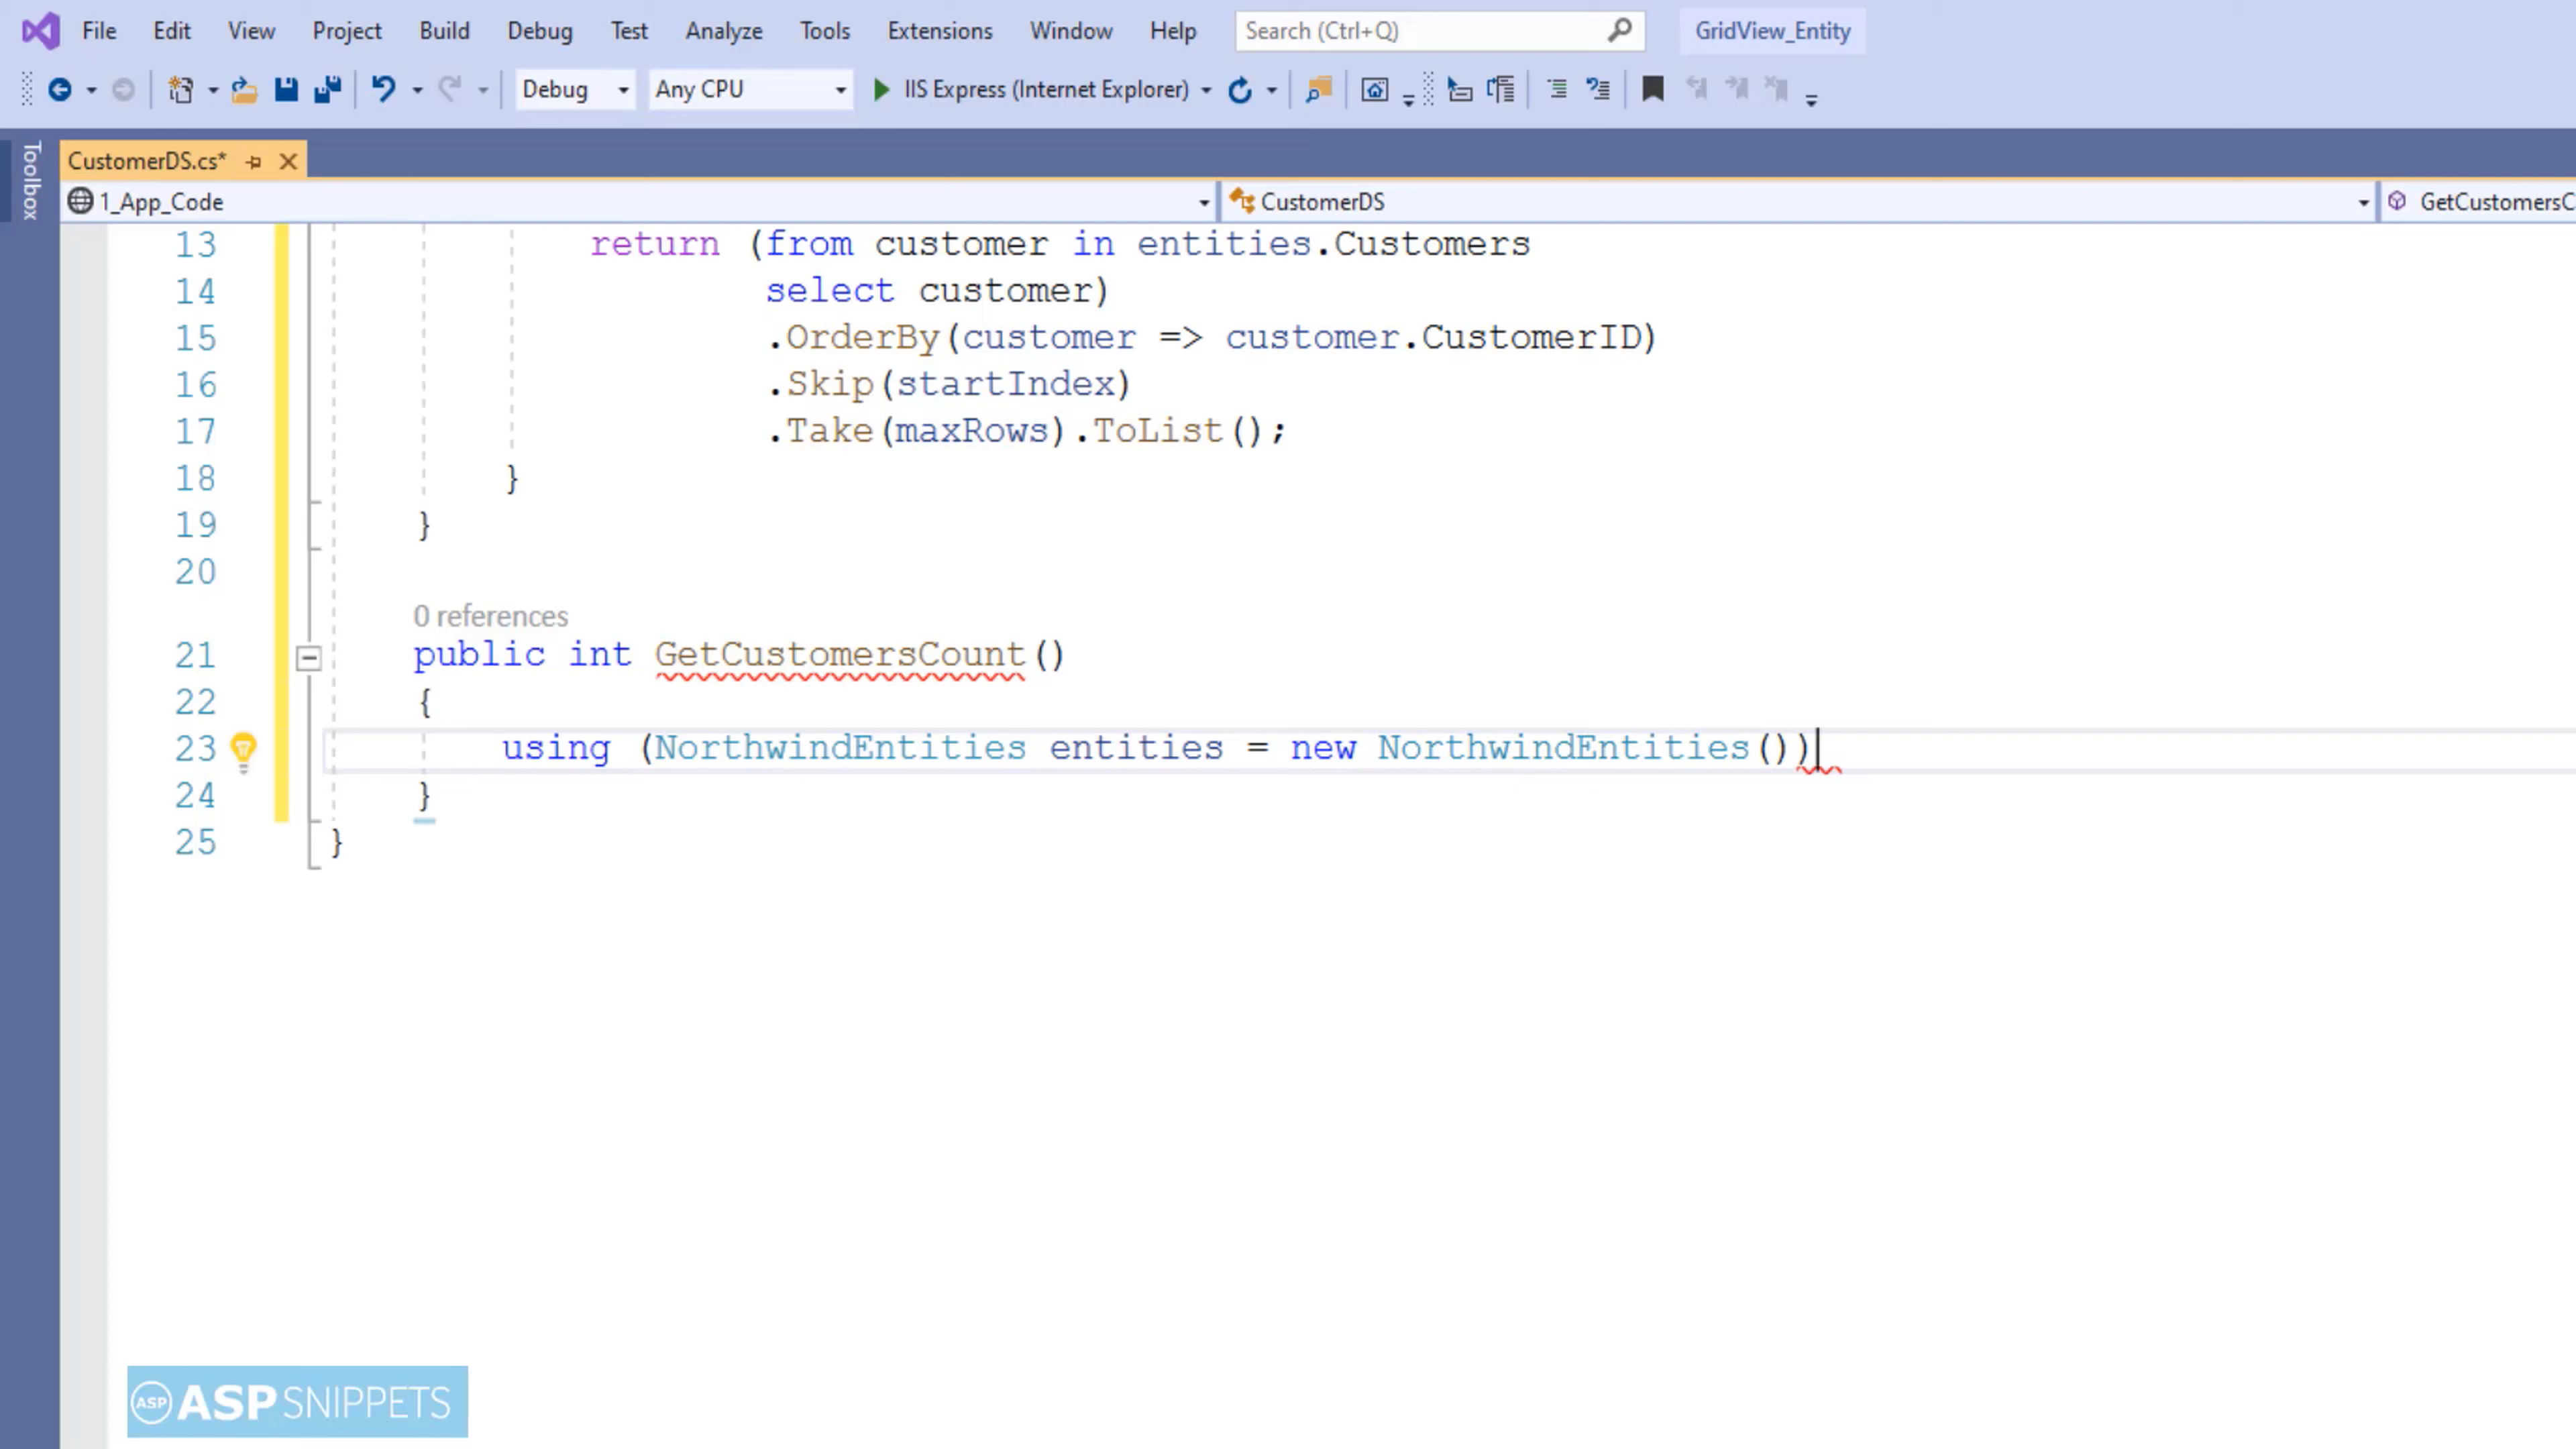 File Edit View Project Build Debug Test Analyze Tools Extensions Window Help Search (Ctrl+Q) GridView_Entity
Debug Any CPU IIS Express (Internet Explorer)
Toolbox
CustomerDS.cs*
1_App_Code CustomerDS GetCustomersC
13 return (from customer in entities.Customers
14 select customer)
15 .OrderBy(customer => customer.CustomerID)
16 .Skip(startIndex)
17 .Take(maxRows).ToList();
18 }
19 }
20
0 references
21 public int GetCustomersCount()
22 {
23 using (NorthwindEntities entities = new NorthwindEntities())
24 }
25 }
ASP ASPSNIPPETS